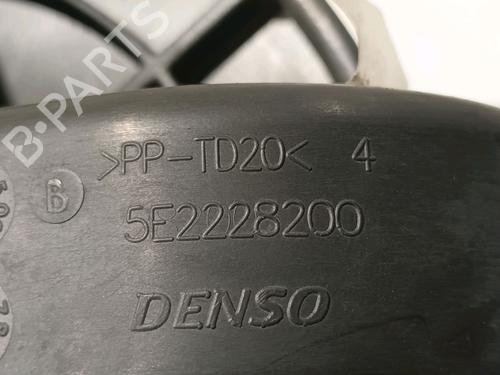 B-PARTS
>PP-TD20< 4
B
5E2228200
DENSO